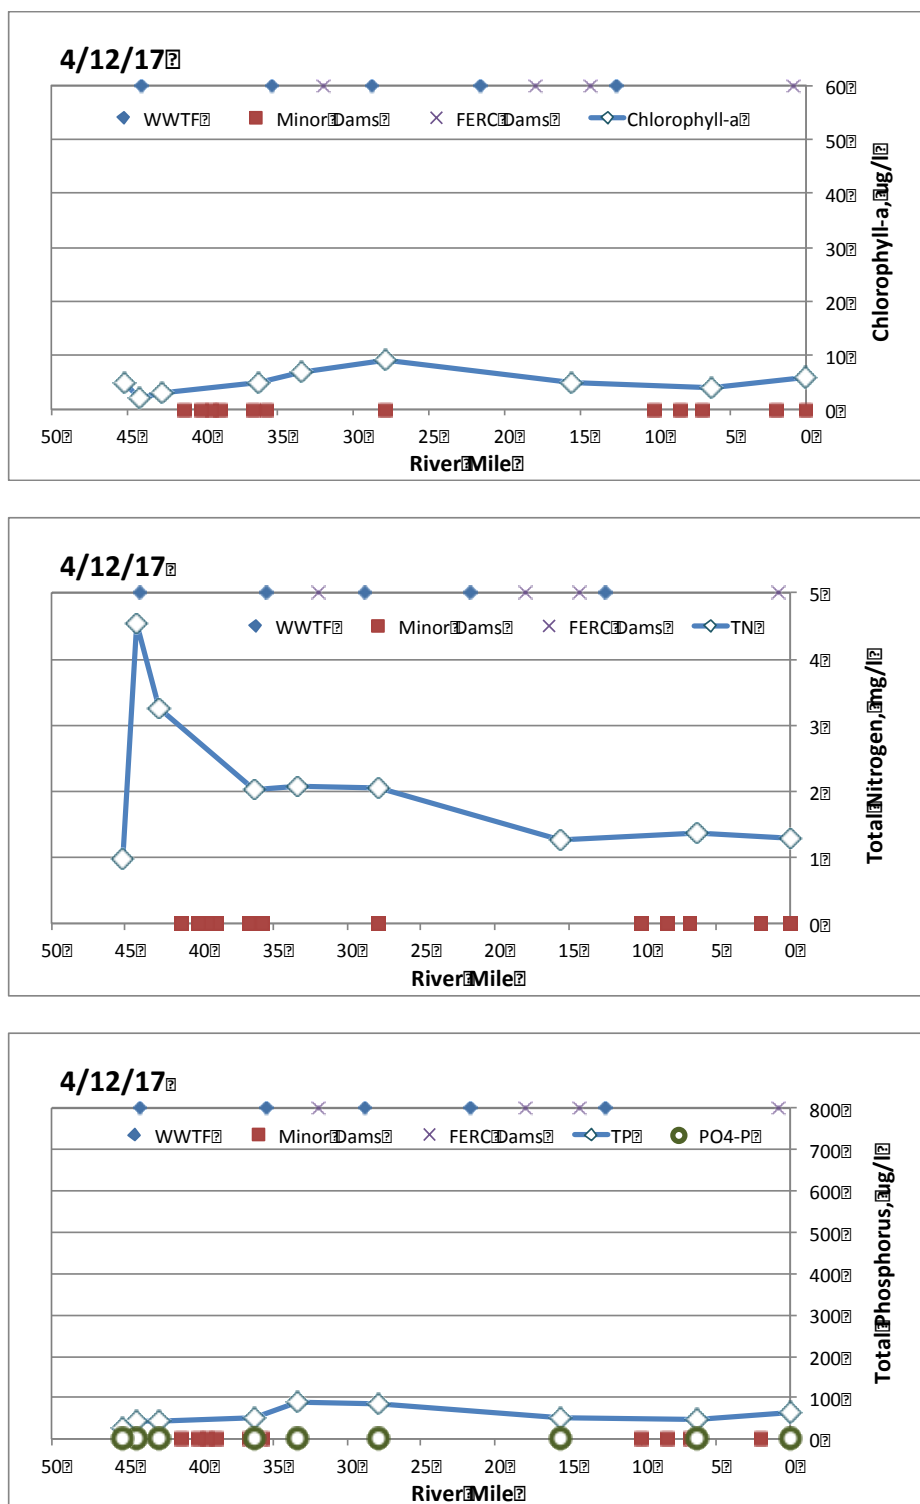 4/12/17
60
WWTF Minor Dams FERC Dams Chlorophyll-a
50
40
30
20
10
0
Chlorophyll-a, ug/l
50 45 40 35 30 25 20 15 10 5 0
River Mile
4/12/17
5
WWTF Minor Dams FERC Dams TN
4
3
2
1
0
Total Nitrogen, mg/l
50 45 40 35 30 25 20 15 10 5 0
River Mile
4/12/17
800
WWTF Minor Dams FERC Dams TP PO4-P
700
600
500
400
300
200
100
0
Total Phosphorus, ug/l
50 45 40 35 30 25 20 15 10 5 0
River Mile